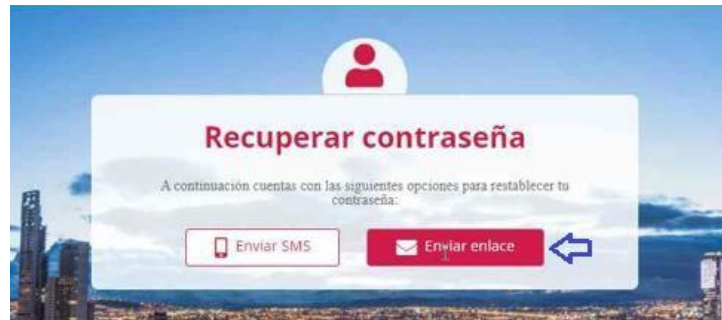 Recuperar contraseña
A continuación cuentas con las siguientes opciones para restablecer tu
contraseña:
Enviar SMS
Enviar enlace